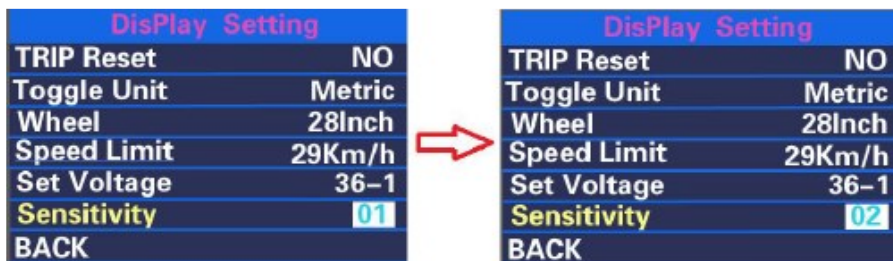 DisPlay Setting
TRIP Reset NO
Toggle Unit Metric
Wheel 28Inch
Speed Limit 29Km/h
Set Voltage 36-1
Sensitivity 01
BACK
DisPlay Setting
TRIP Reset NO
Toggle Unit Metric
Wheel 28Inch
Speed Limit 29Km/h
Set Voltage 36-1
Sensitivity 02
BACK